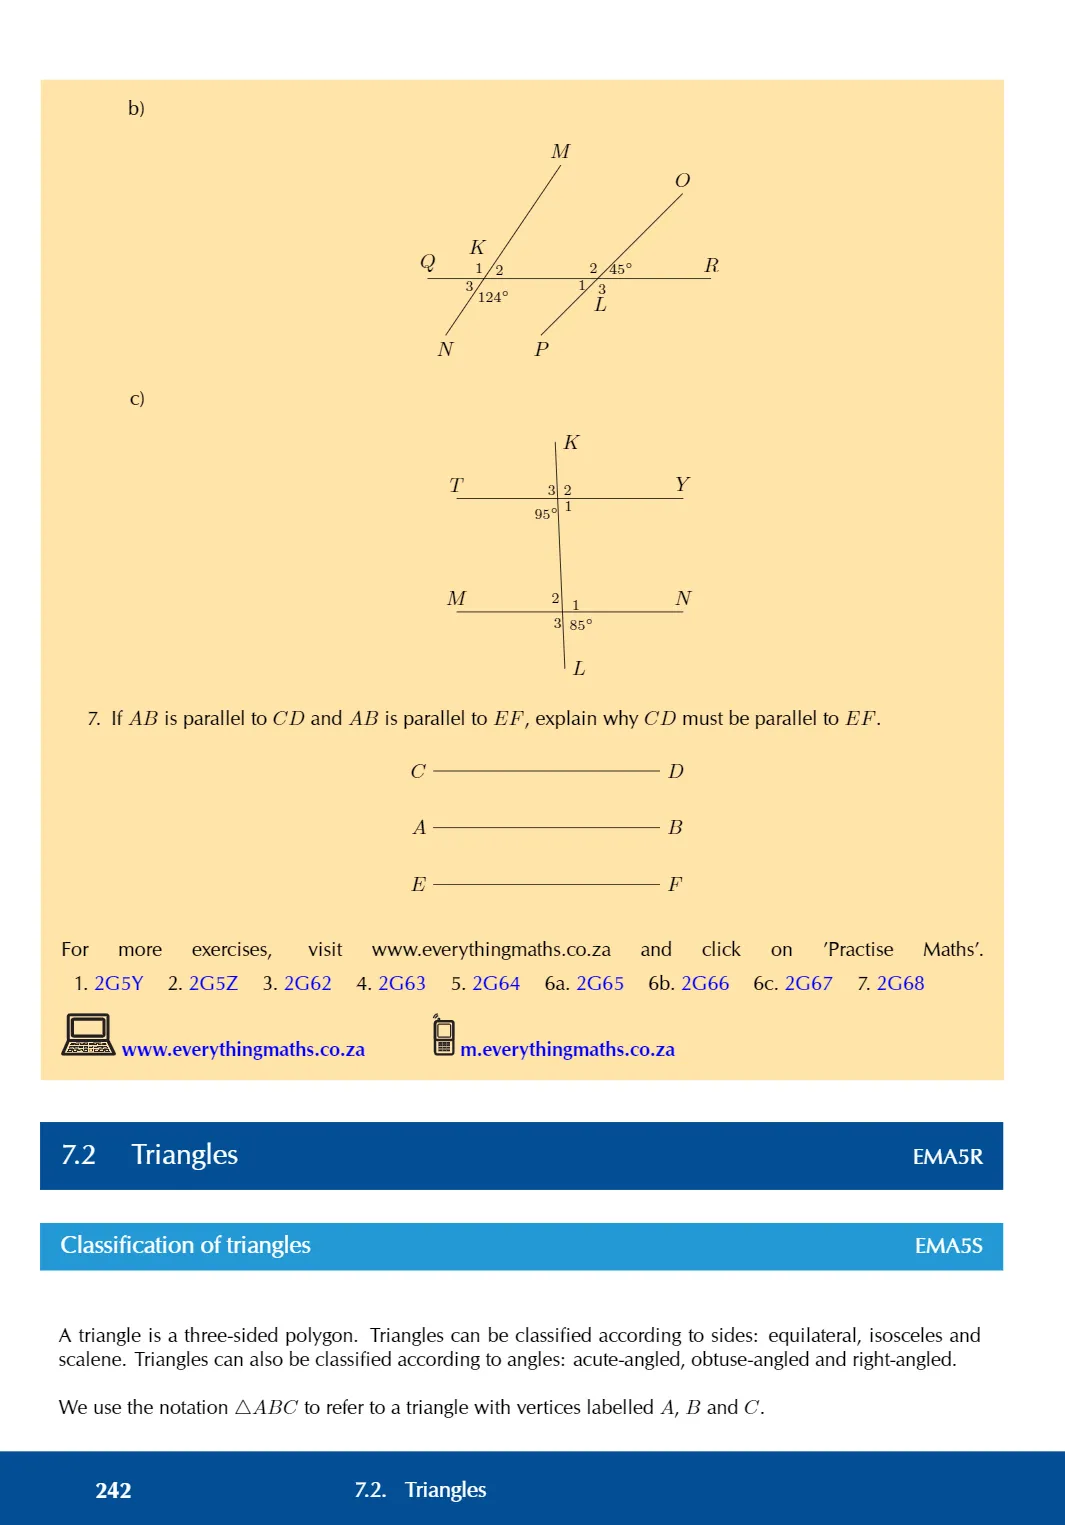 b)
M
O
K
Q
R
1 2
2 45°
3 124°
1 3
L
N
P
c)
K
T
Y
3 2
95° 1
M
N
2 1
3 85°
L
7. If AB is parallel to CD and AB is parallel to EF, explain why CD must be parallel to EF.
C D
A B
E F
For more exercises, visit www.everythingmaths.co.za and click on 'Practise Maths'.
1. 2G5Y 2. 2G5Z 3. 2G62 4. 2G63 5. 2G64 6a. 2G65 6b. 2G66 6c. 2G67 7. 2G68
www.everythingmaths.co.za m.everythingmaths.co.za
7.2 Triangles EMA5R
Classification of triangles EMA5S
A triangle is a three-sided polygon. Triangles can be classified according to sides: equilateral, isosceles and
scalene. Triangles can also be classified according to angles: acute-angled, obtuse-angled and right-angled.
We use the notation △ABC to refer to a triangle with vertices labelled A, B and C.
242 7.2. Triangles